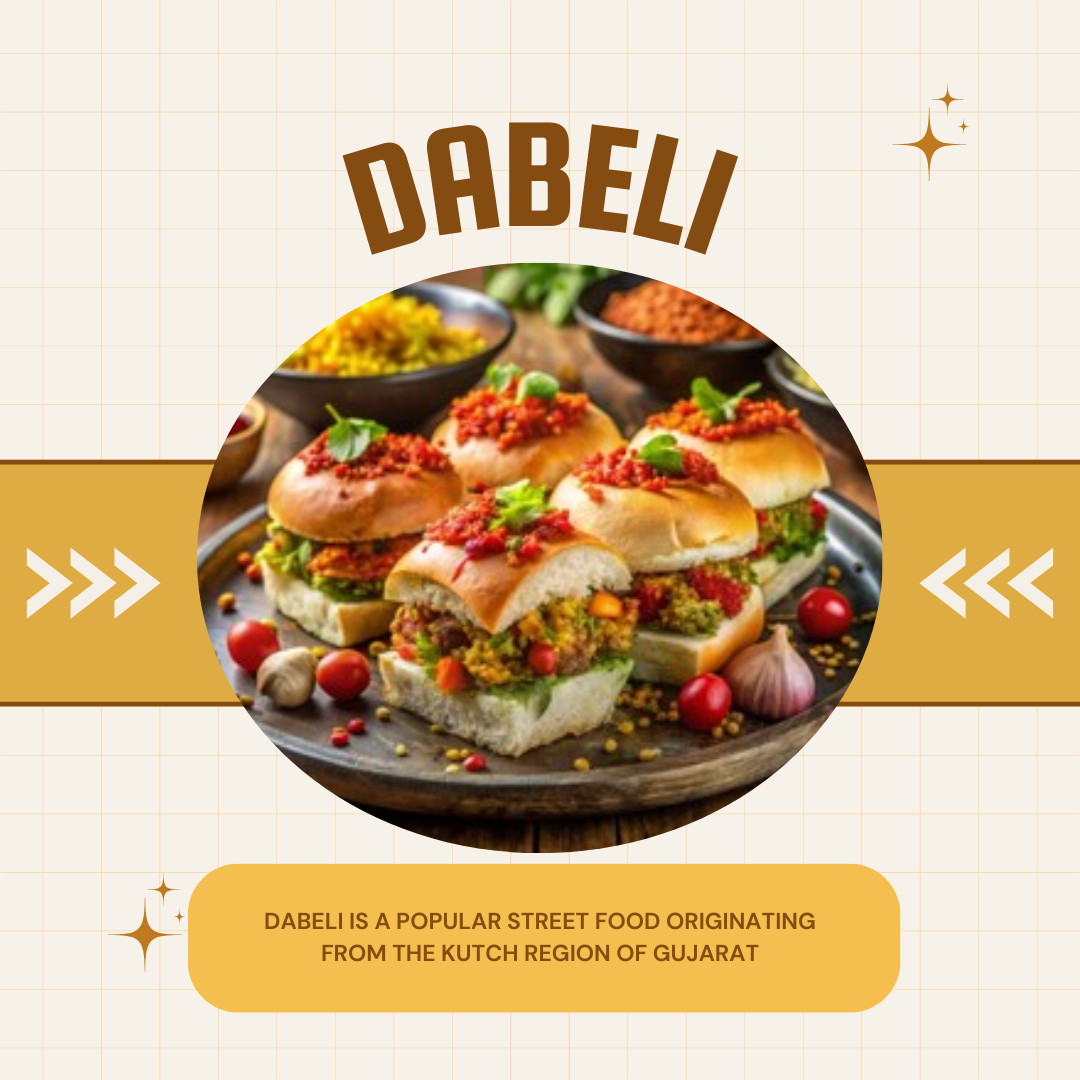 DABELI
DABELI IS A POPULAR STREET FOOD ORIGINATING
FROM THE KUTCH REGION OF GUJARAT